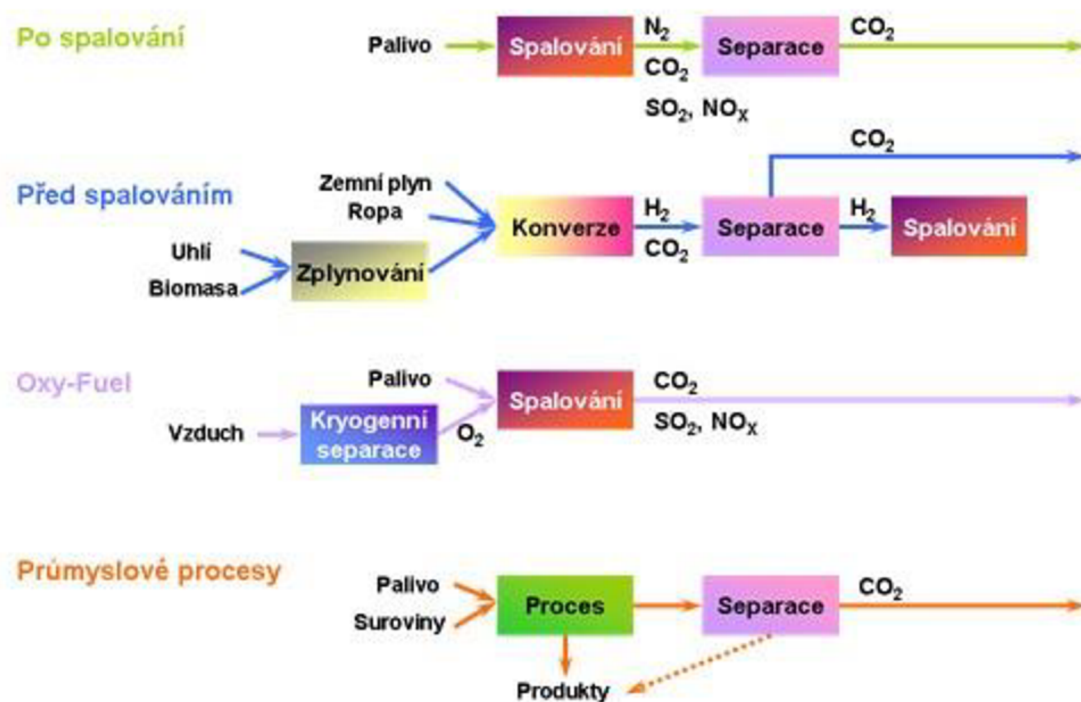 Po spalování
Palivo
Spalování
N₂
CO₂
SO₂, NOₓ
Separace
CO₂
Před spalováním
Zemní plyn
Ropa
Uhlí
Biomasa
Zplynování
Konverze
H₂
CO₂
Separace
CO₂
H₂
Spalování
Oxy-Fuel
Palivo
Vzduch
Kryogenní
separace
O₂
Spalování
CO₂
SO₂, NOₓ
Prúmyslové procesy
Palivo
Suroviny
Proces
Separace
CO₂
Produkty